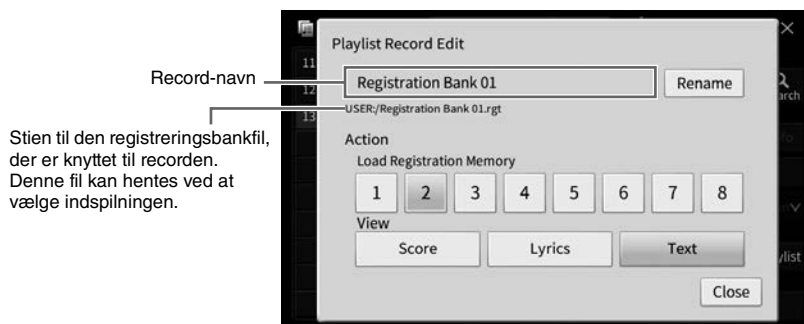 Playlist Record Edit
11
Record-navn
Registration Bank 01
Rename
12
USER:/Registration Bank 01.rgt
13
Stien til den registreringsbankfil,
der er knyttet til recorden.
Denne fil kan hentes ved at
vælge indspilningen.
Action
Load Registration Memory
1 2 3 4 5 6 7 8
View
Score Lyrics Text
Close